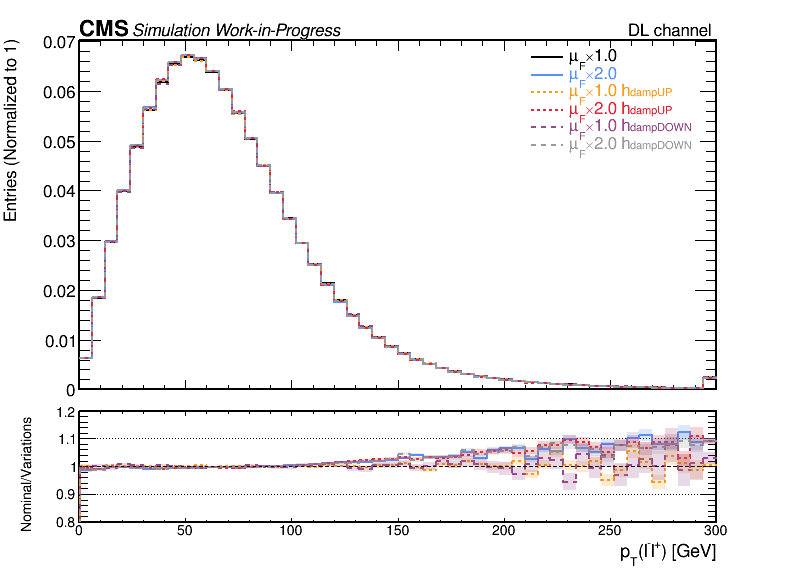 CMS Simulation Work-in-Progress DL channel
Entries (Normalized to 1)
0.07
0.06
0.05
0.04
0.03
0.02
0.01
0
μF×1.0
μF×2.0
μF×1.0 hdampUP
μF×2.0 hdampUP
μF×1.0 hdampDOWN
μF×2.0 hdampDOWN
Nominal/Variations
1.2
1.1
1
0.9
0.8
0 50 100 150 200 250 300
pT(l⁻l⁺) [GeV]